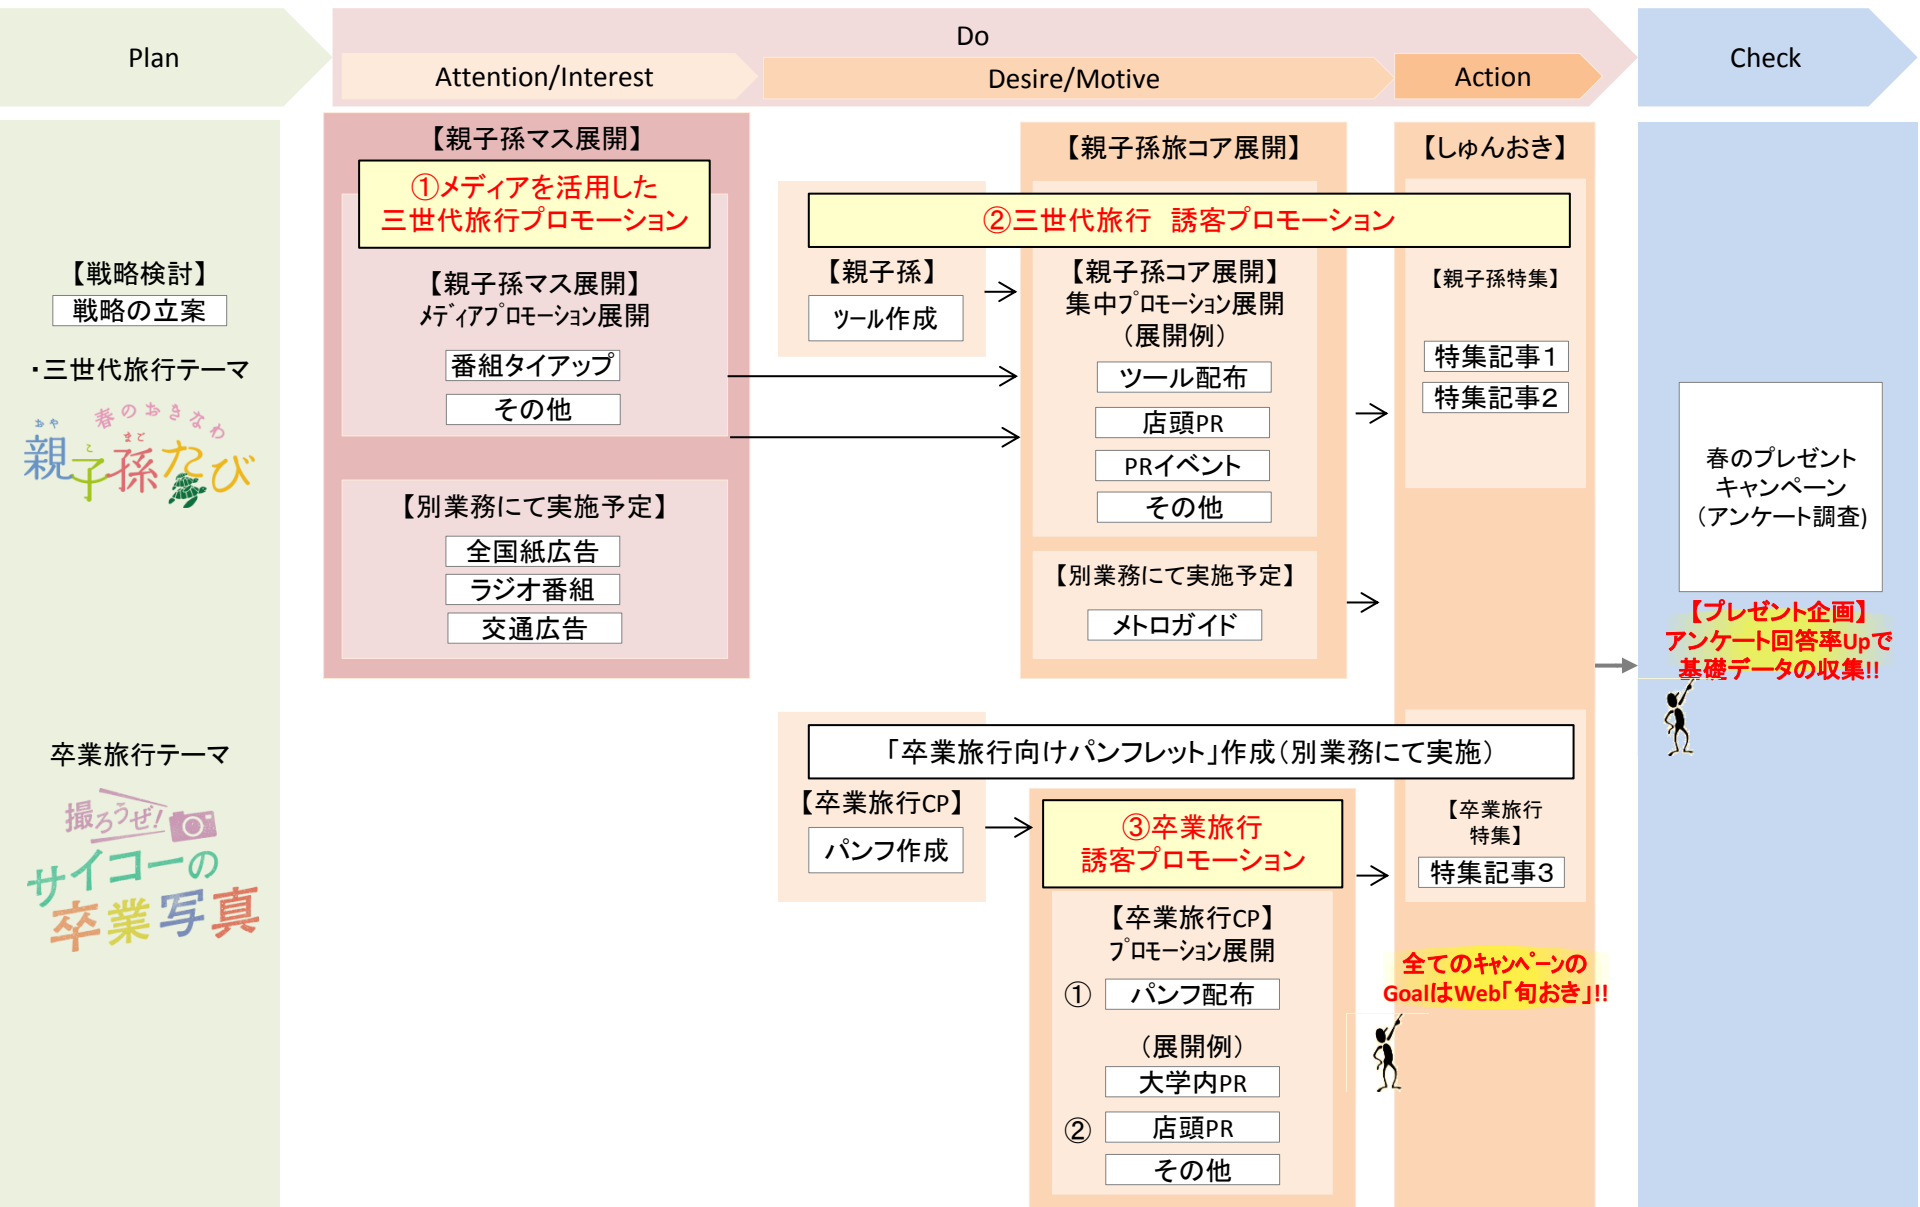 Plan
Do
Attention/Interest
Desire/Motive
Action
Check
【戦略検討】
戦略の立案
・三世代旅行テーマ
春のおきなわ
おや
こ
まご
親子孫たび
卒業旅行テーマ
撮ろうぜ!
サイコーの
卒業写真
【親子孫マス展開】
①メディアを活用した
三世代旅行プロモーション
【親子孫マス展開】
ﾒﾃﾞｨｱﾌﾟﾛﾓｰｼｮﾝ展開
番組タイアップ
その他
【別業務にて実施予定】
全国紙広告
ラジオ番組
交通広告
②三世代旅行　誘客プロモーション
【親子孫】
ﾂｰﾙ作成
【親子孫旅コア展開】
【親子孫コア展開】
集中ﾌﾟﾛﾓｰｼｮﾝ展開
（展開例）
ツール配布
店頭PR
PRイベント
その他
【別業務にて実施予定】
メトロガイド
【しゅんおき】
【親子孫特集】
特集記事１
特集記事２
「卒業旅行向けパンフレット」作成（別業務にて実施）
【卒業旅行CP】
パンフ作成
③卒業旅行
誘客プロモーション
【卒業旅行CP】
ﾌﾟﾛﾓｰｼｮﾝ展開
① パンフ配布
（展開例）
大学内PR
② 店頭PR
その他
【卒業旅行
特集】
特集記事３
全てのｷｬﾝﾍﾟｰﾝの
GoalはWeb「旬おき」!!
春のプレゼント
キャンペーン
（アンケート調査)
【プレゼント企画】
アンケート回答率Upで
基礎データの収集!!